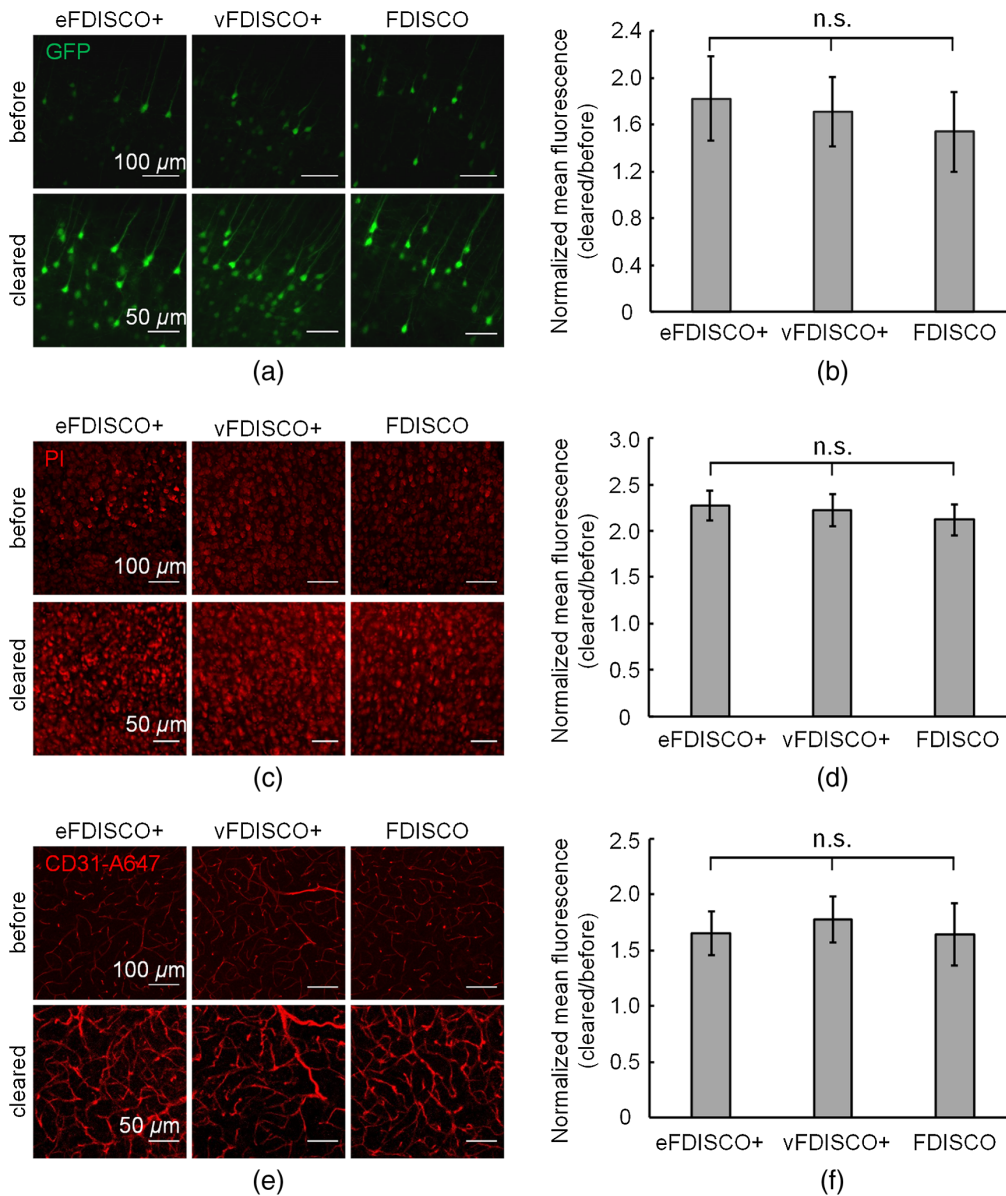 eFDISCO+ vFDISCO+ FDISCO
GFP
before
100 µm
cleared
50 µm
(a)
n.s.
Normalized mean fluorescence
(cleared/before)
2.4
2.0
1.6
1.2
0.8
0.4
0
eFDISCO+ vFDISCO+ FDISCO
(b)
eFDISCO+ vFDISCO+ FDISCO
PI
before
100 µm
cleared
50 µm
(c)
n.s.
Normalized mean fluorescence
(cleared/before)
3.0
2.5
2.0
1.5
1.0
0.5
0
eFDISCO+ vFDISCO+ FDISCO
(d)
eFDISCO+ vFDISCO+ FDISCO
CD31-A647
before
100 µm
cleared
50 µm
(e)
n.s.
Normalized mean fluorescence
(cleared/before)
2.5
2.0
1.5
1.0
0.5
0
eFDISCO+ vFDISCO+ FDISCO
(f)